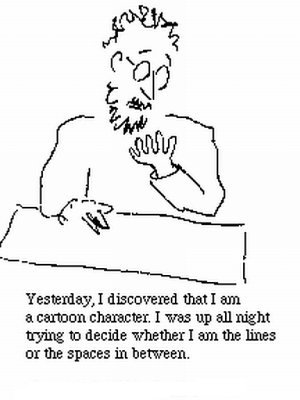 Yesterday, I discovered that I am
a cartoon character. I was up all night
trying to decide whether I am the lines
or the spaces in between.